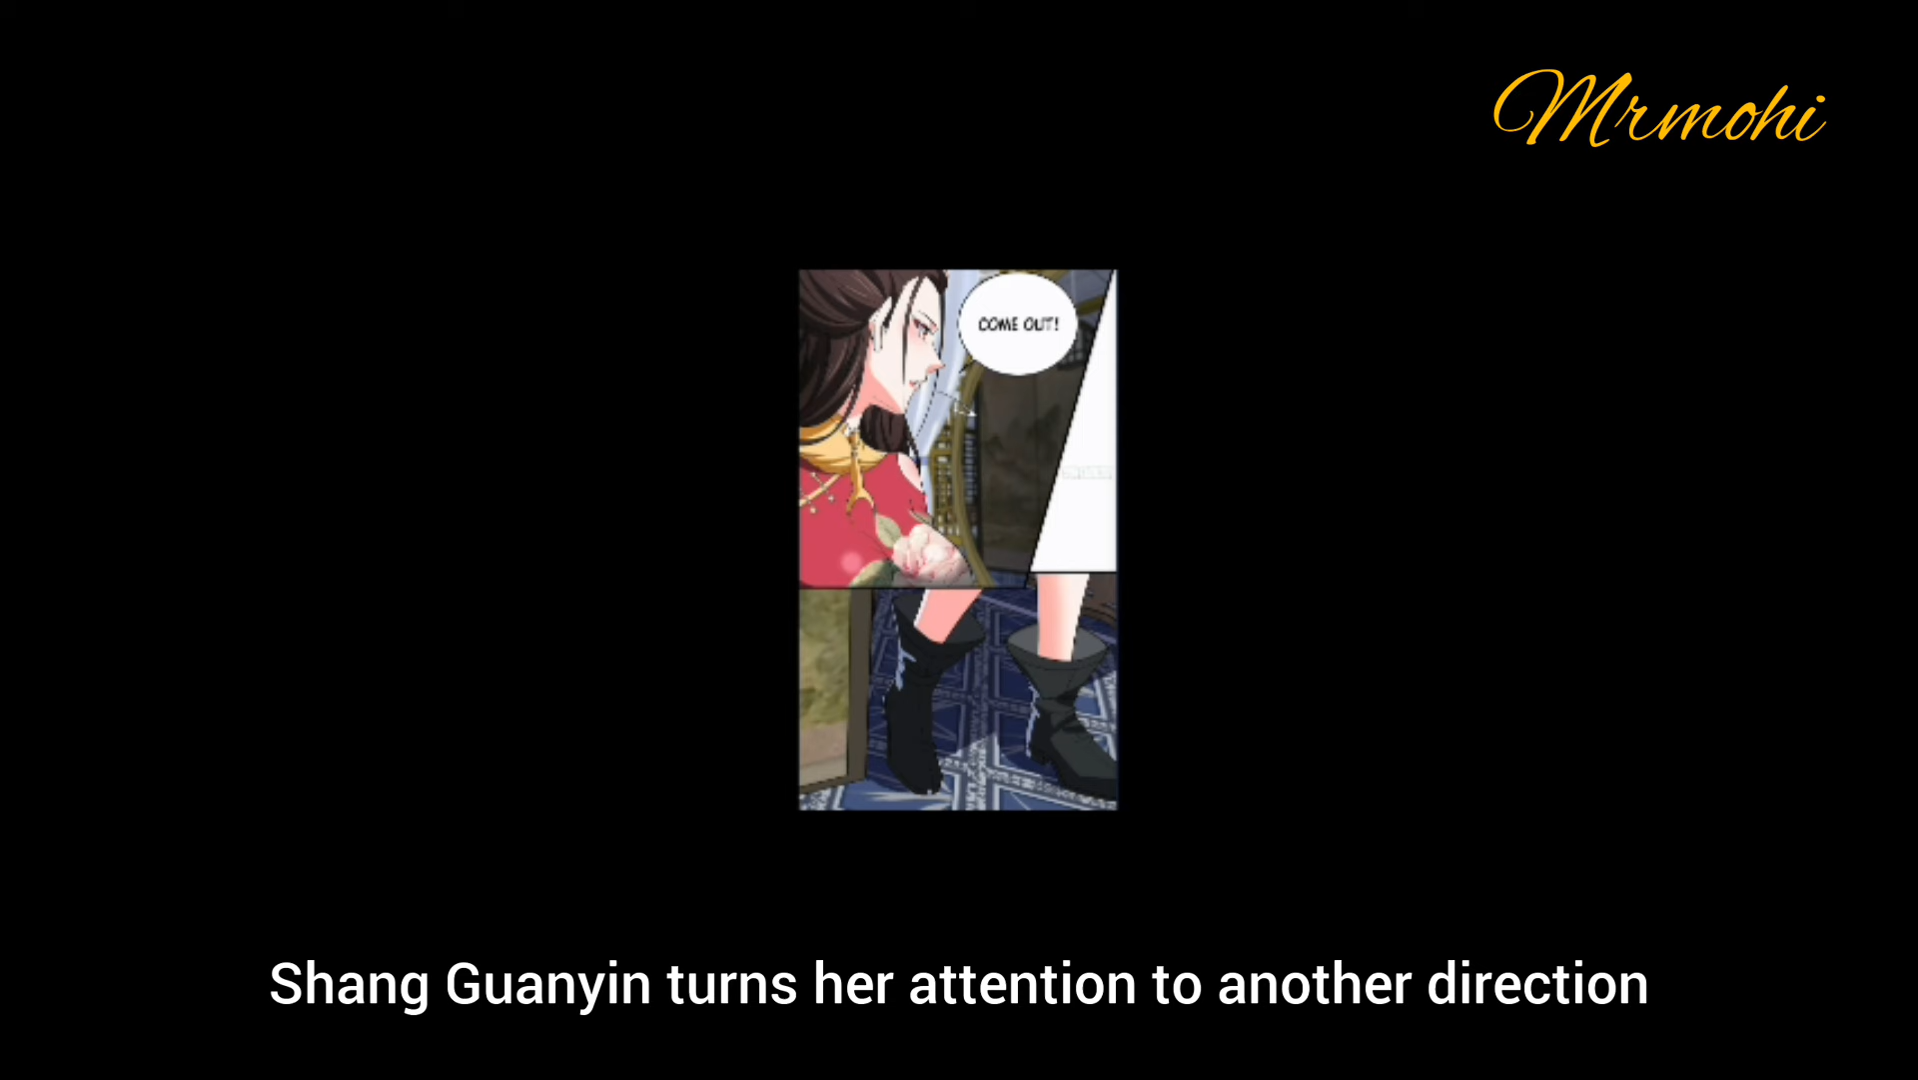 Mrmohi
COME OUT!
Shang Guanyin turns her attention to another direction